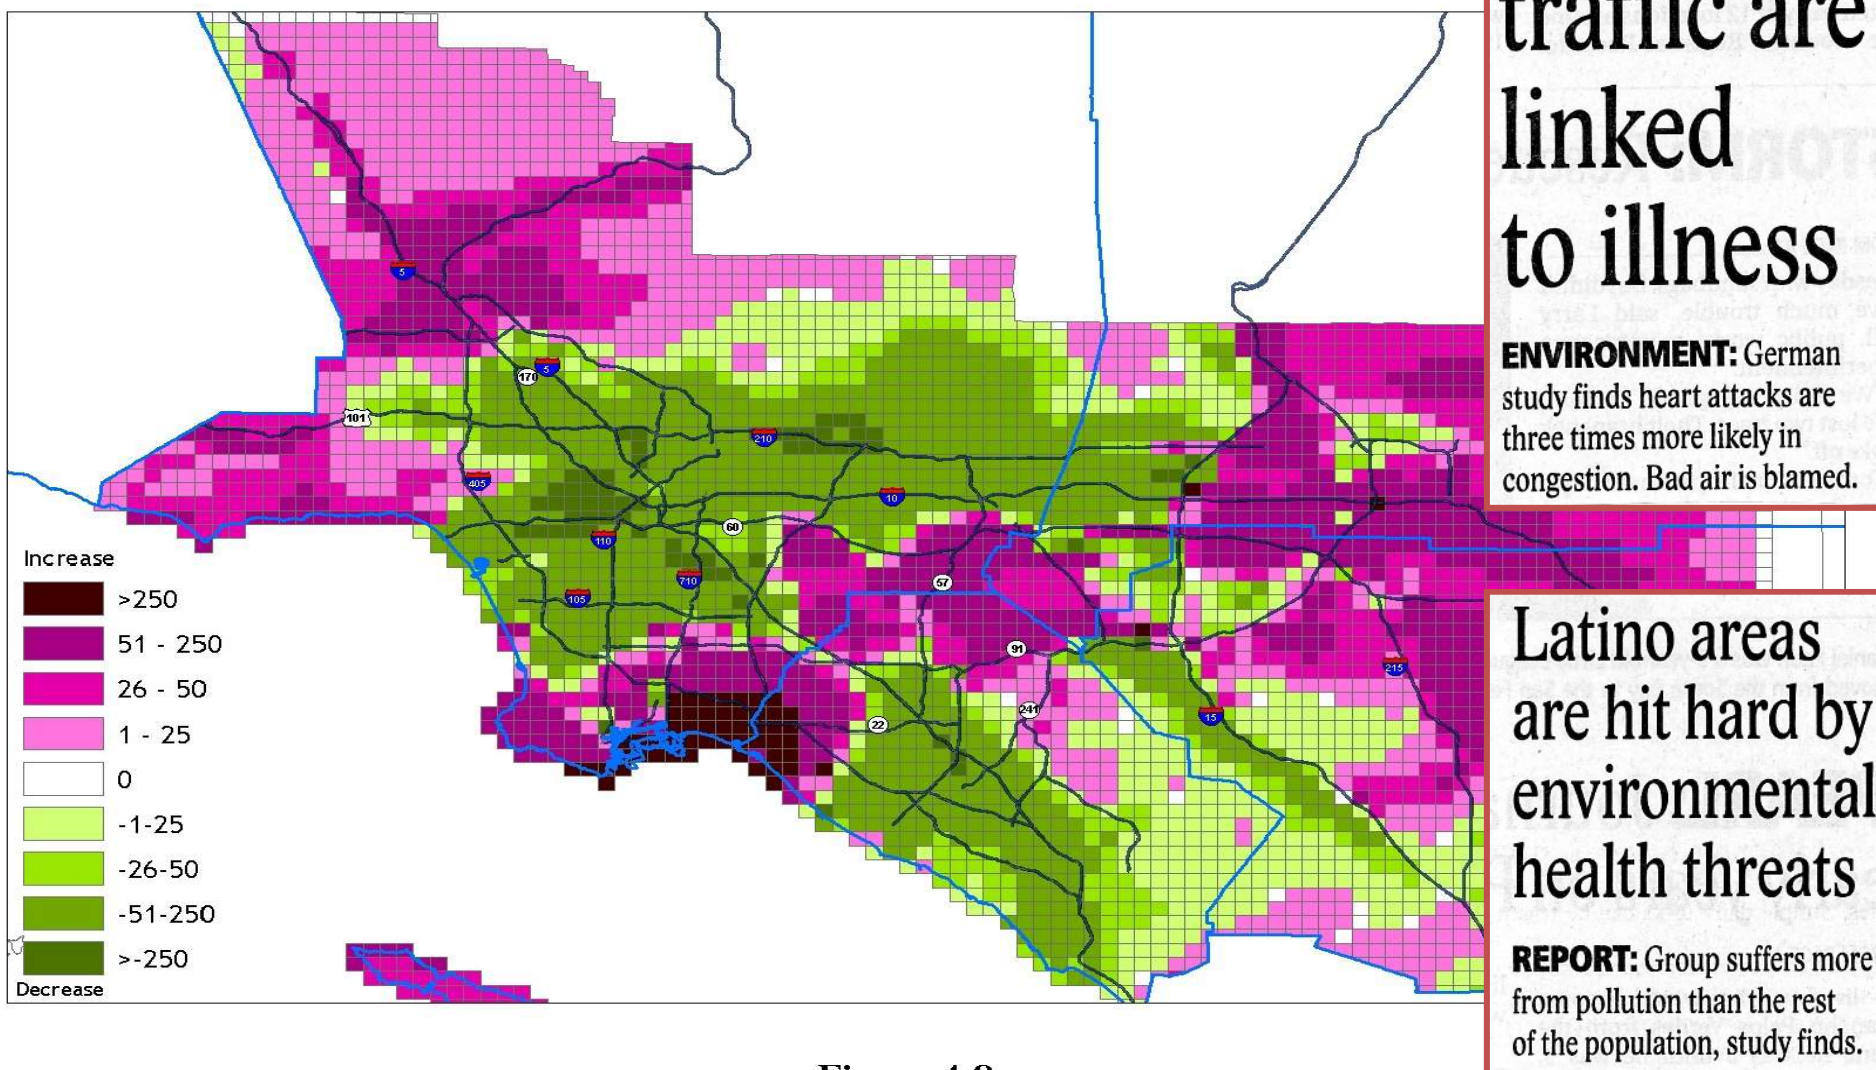 traffic are
linked
to illness
ENVIRONMENT: German
study finds heart attacks are
three times more likely in
congestion. Bad air is blamed.
5
170
5
101
210
405
10
60
110
57
710
105
91
215
241
15
22
Increase
>250
51 - 250
26 - 50
1 - 25
0
-1-25
-26-50
-51-250
>-250
Decrease
Latino areas
are hit hard by
environmental
health threats
REPORT: Group suffers more
from pollution than the rest
of the population, study finds.